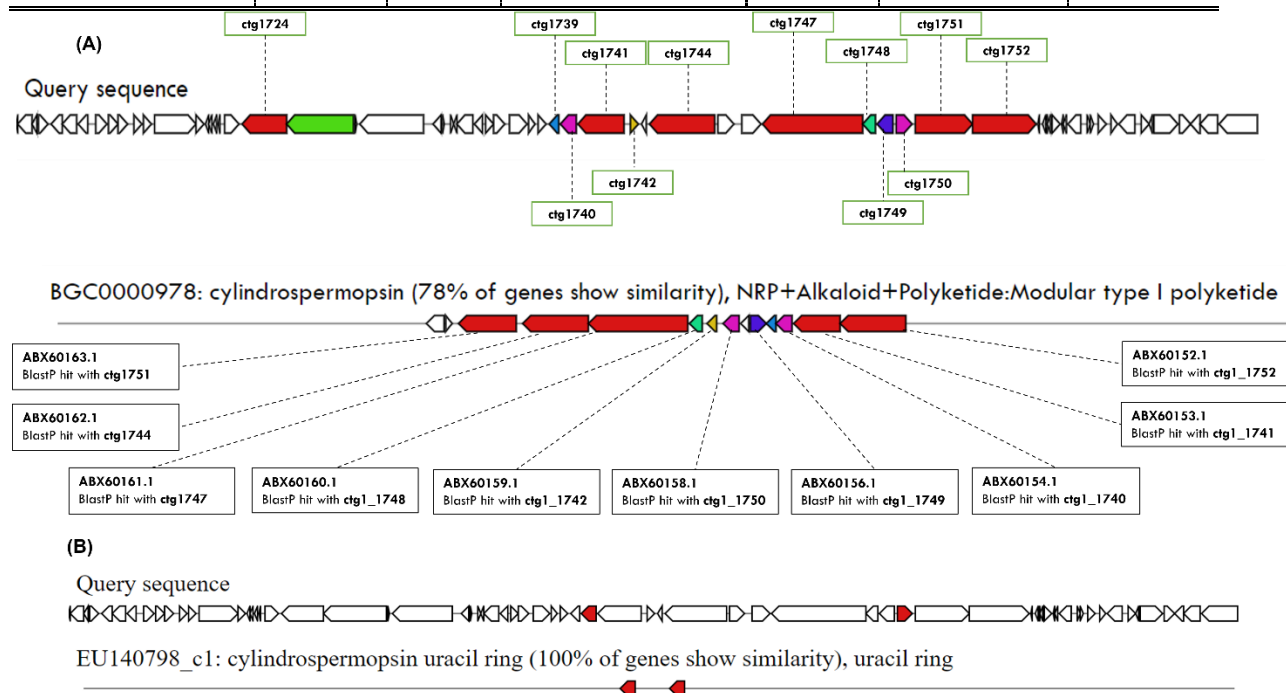 ctg1724
ctg1739
ctg1747
ctg1751
(A)
ctg1741
ctg1744
ctg1748
ctg1752
Query sequence
ctg1742
ctg1750
ctg1740
ctg1749
BGC0000978: cylindrospermopsin (78% of genes show similarity), NRP+Alkaloid+Polyketide:Modular type I polyketide
ABX60163.1
BlastP hit with ctg1751
ABX60152.1
BlastP hit with ctg1_1752
ABX60162.1
BlastP hit with ctg1744
ABX60153.1
BlastP hit with ctg1_1741
ABX60161.1
BlastP hit with ctg1747
ABX60160.1
BlastP hit with ctg1_1748
ABX60159.1
BlastP hit with ctg1_1742
ABX60158.1
BlastP hit with ctg1_1750
ABX60156.1
BlastP hit with ctg1_1749
ABX60154.1
BlastP hit with ctg1_1740
(B)
Query sequence
EU140798_c1: cylindrospermopsin uracil ring (100% of genes show similarity), uracil ring